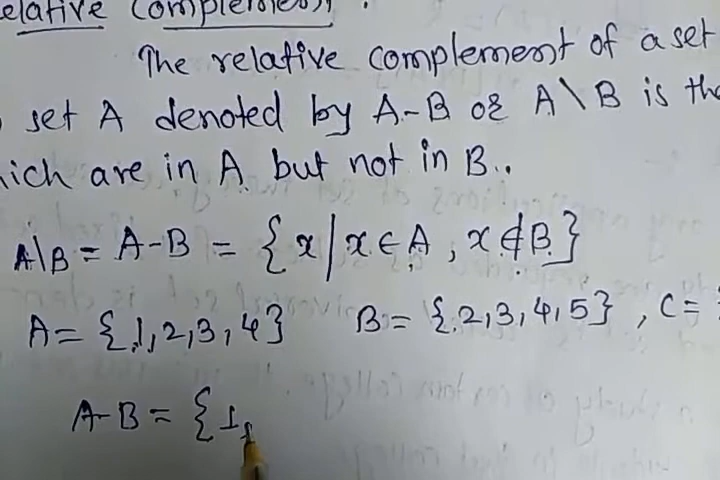 elative Complement
The relative complement of a set
set A denoted by A-B or A\B is the
which are in A but not in B.
A\B = A-B = {x/x∈A, x∉B}
A = {1,2,3,4} B = {2,3,4,5}, C =
A-B = {1,